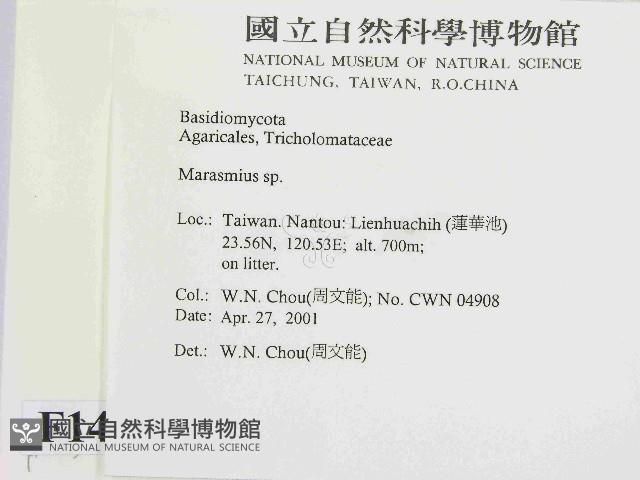 國立自然科學博物館
NATIONAL MUSEUM OF NATURAL SCIENCE
TAICHUNG, TAIWAN, R.O.CHINA
Basidiomycota
Agaricales, Tricholomataceae
Marasmius sp.
Loc.: Taiwan. Nantou: Lienhuachih (蓮華池)
23.56N, 120.53E; alt. 700m;
on litter.
Col.: W.N. Chou(周文能); No. CWN 04908
Date: Apr. 27, 2001
Det.: W.N. Chou(周文能)
F14
國立自然科學博物館
NATIONAL MUSEUM OF NATURAL SCIENCE